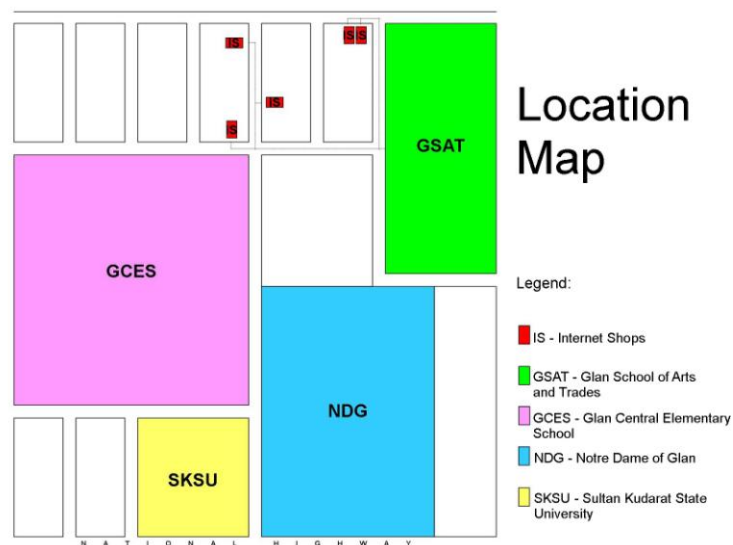 IS
IS IS
IS
IS
GSAT
Location
Map
GCES
Legend:
IS - Internet Shops
GSAT - Glan School of Arts
and Trades
GCES - Glan Central Elementary
School
NDG
NDG - Notre Dame of Glan
SKSU
SKSU - Sultan Kudarat State
University
N A T I O N A L H I G H W A Y